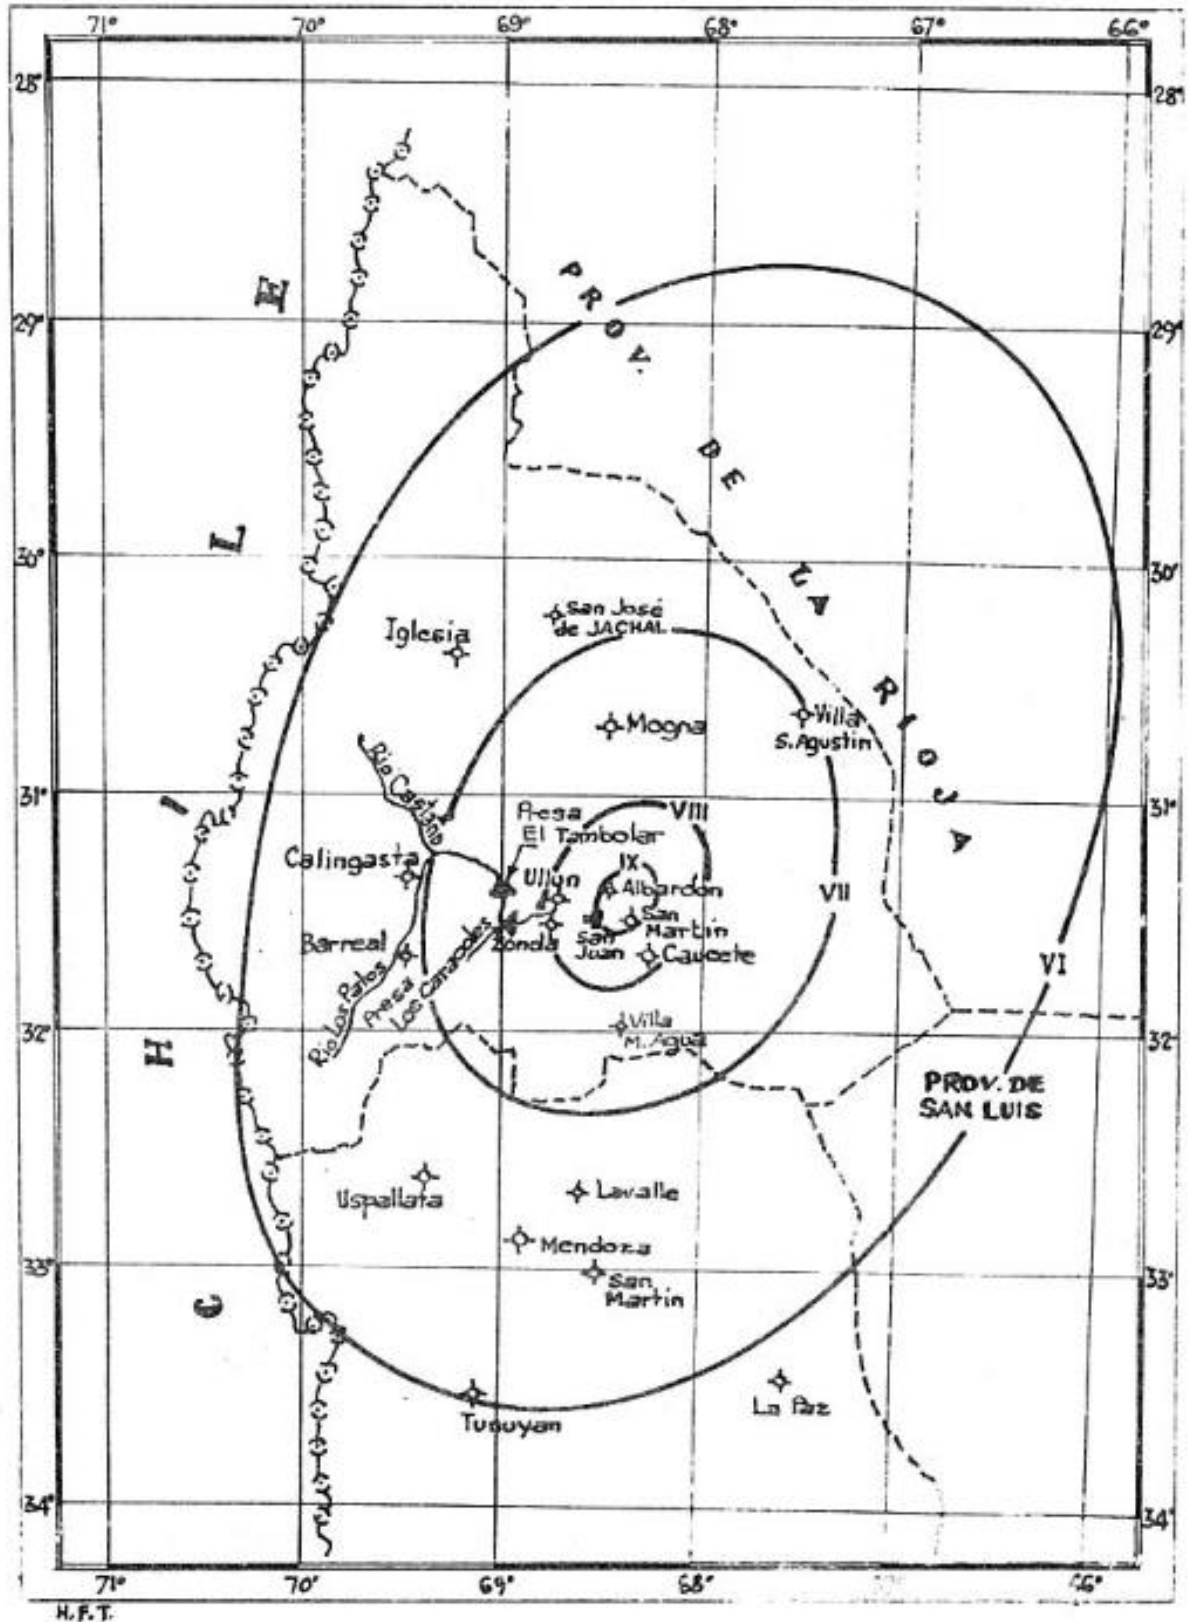 71° 70° 69° 68° 67° 66°
28° 28°
29° 29°
30° 30°
31° 31°
32° 32°
33° 33°
34° 34°
71° 70° 69° 68° 66°
CHILE
PROV. DE LA RIOJA
San José
de JACHAL
Iglesia
Mogna
Villa
S. Agustin
Rio Castaño
Presa
El Tambolar
VIII
Calingasta
Ullun
IX
Albardón
VII
San
Martin
San
Juan
Barreal
Zonda
Caucete
VI
Rio Los Patos
Presa
Los Caracoles
Villa
M. Agua
PROV. DE
SAN LUIS
Uspallata
Lavalle
Mendoza
San
Martin
Tunuyan
La Paz
H.F.T.